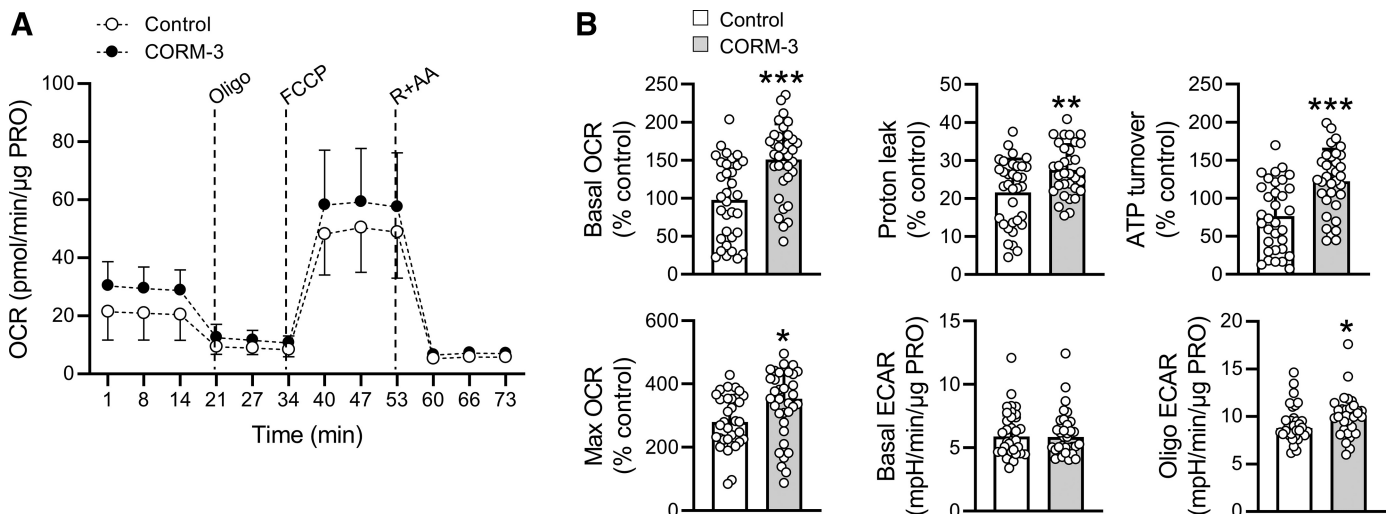 A
Control
CORM-3
Oligo
FCCP
R+AA
OCR (pmol/min/µg PRO)
100
80
60
40
20
0
1 8 14 21 27 34 40 47 53 60 66 73
Time (min)
B
Control
CORM-3
Basal OCR
(% control)
250
200
150
100
50
0
***
Proton leak
(% control)
50
40
30
20
10
0
**
ATP turnover
(% control)
250
200
150
100
50
0
***
Max OCR
(% control)
600
400
200
0
*
Basal ECAR
(mpH/min/µg PRO)
15
10
5
0
Oligo ECAR
(mpH/min/µg PRO)
20
15
10
5
0
*